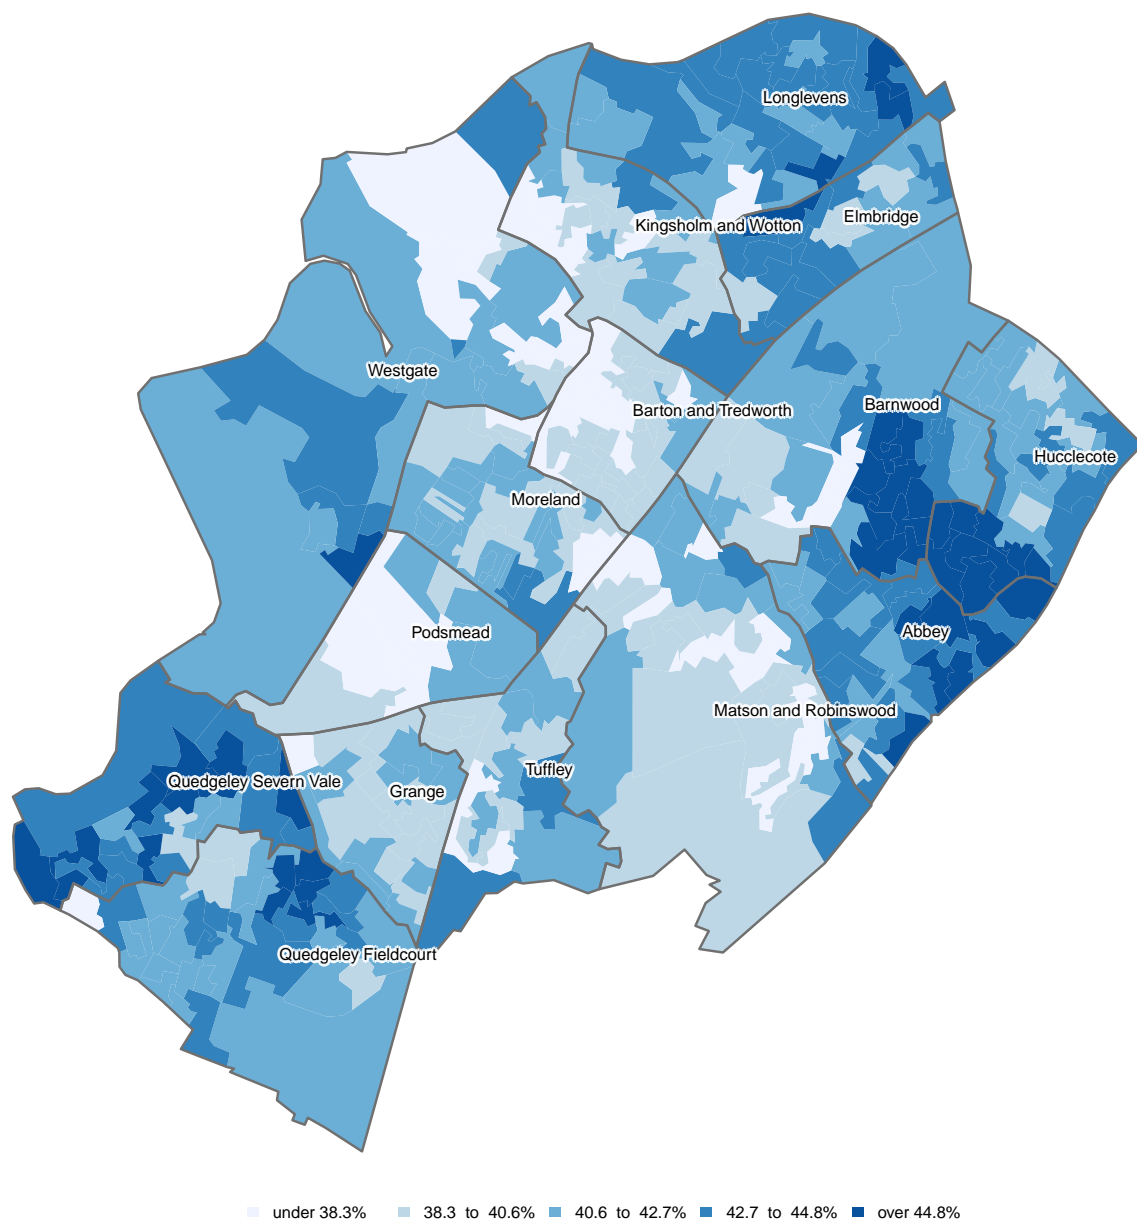 Longlevens
Elmbridge
Kingsholm and Wotton
Westgate
Barnwood
Barton and Tredworth
Hucclecote
Moreland
Podsmead
Abbey
Matson and Robinswood
Tuffley
Quedgeley Severn Vale
Grange
Quedgeley Fieldcourt
under 38.3% 38.3 to 40.6% 40.6 to 42.7% 42.7 to 44.8% over 44.8%